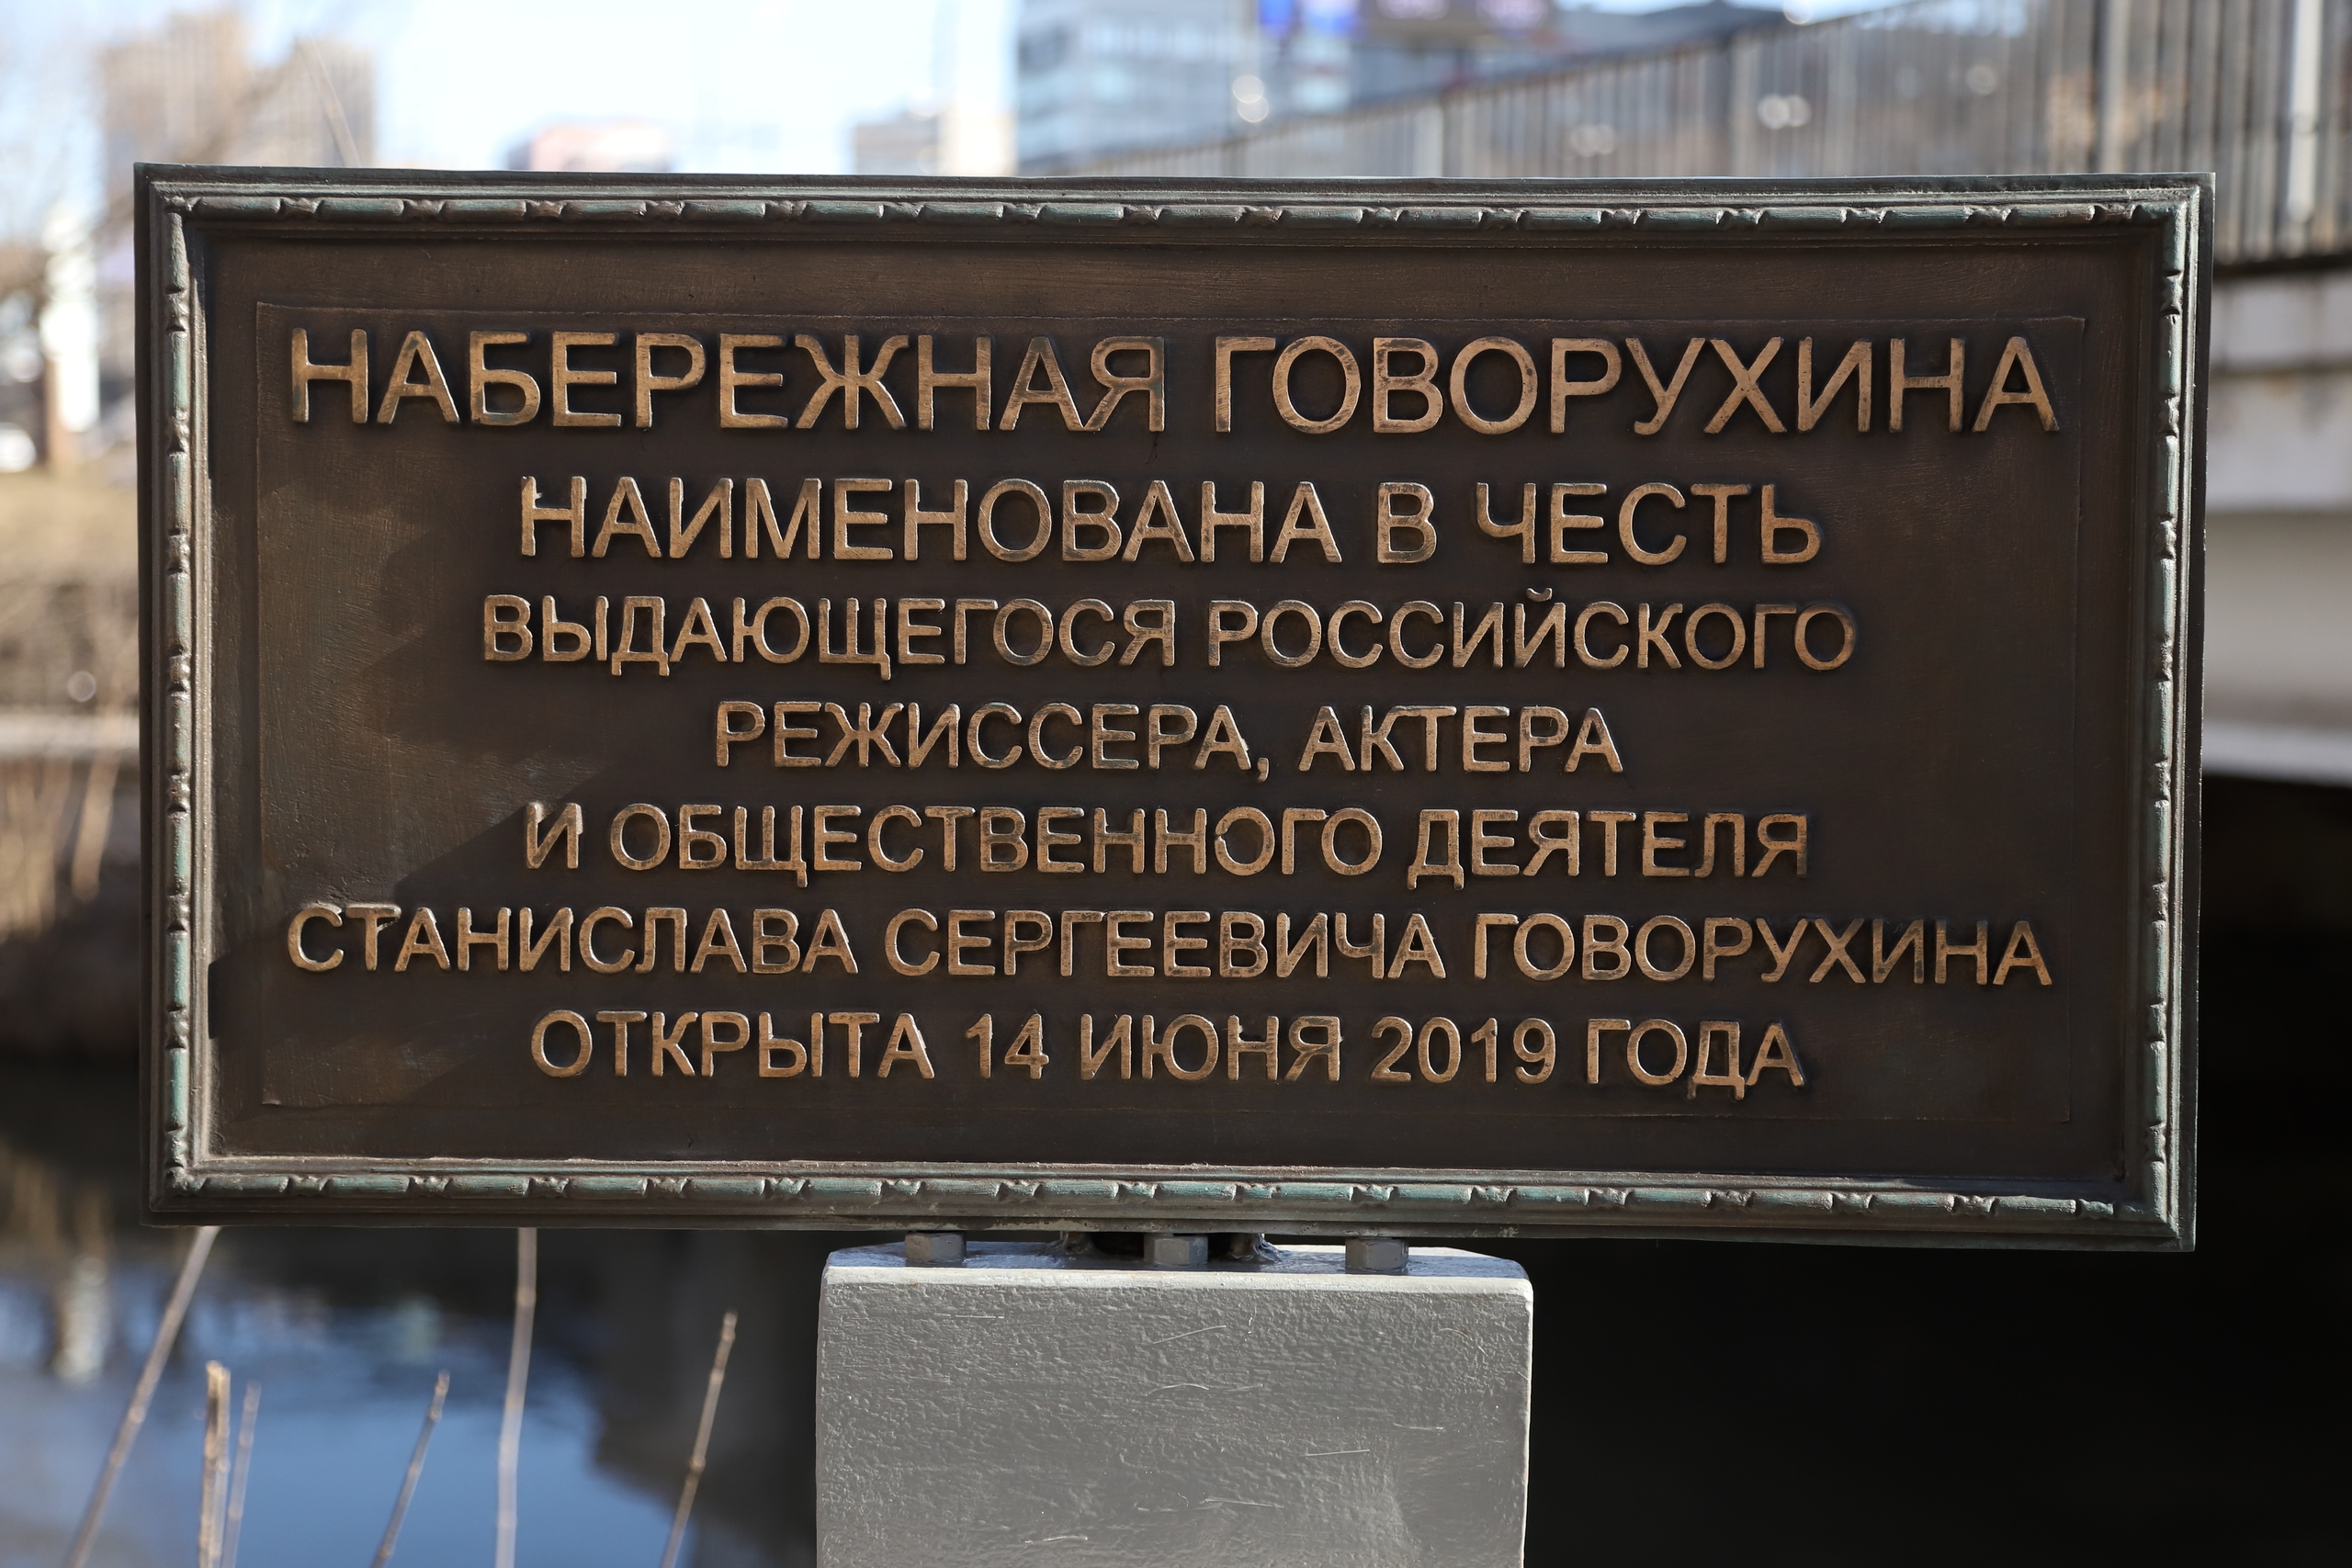 НАБЕРЕЖНАЯ ГОВОРУХИНА
НАИМЕНОВАНА В ЧЕСТЬ
ВЫДАЮЩЕГОСЯ РОССИЙСКОГО
РЕЖИССЕРА, АКТЕРА
И ОБЩЕСТВЕННОГО ДЕЯТЕЛЯ
СТАНИСЛАВА СЕРГЕЕВИЧА ГОВОРУХИНА
ОТКРЫТА 14 ИЮНЯ 2019 ГОДА